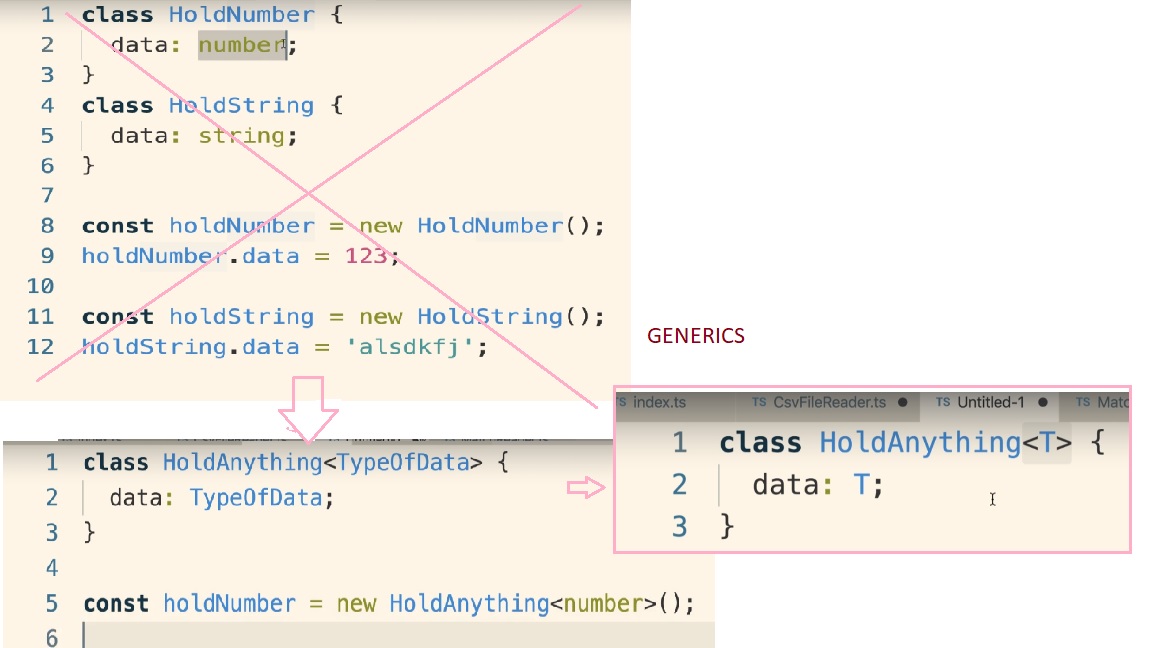 1 class HoldNumber {
2 data: number;
3 }
4 class HoldString {
5 data: string;
6 }
7
8 const holdNumber = new HoldNumber();
9 holdNumber.data = 123;
10
11 const holdString = new HoldString();
12 holdString.data = 'alsdkfj';
GENERICS
TS index.ts TS CsvFileReader.ts ● TS Untitled-1 ● TS
1 class HoldAnything<T> {
2 data: T;
3 }
1 class HoldAnything<TypeOfData> {
2 data: TypeOfData;
3 }
4
5 const holdNumber = new HoldAnything<number>();
6